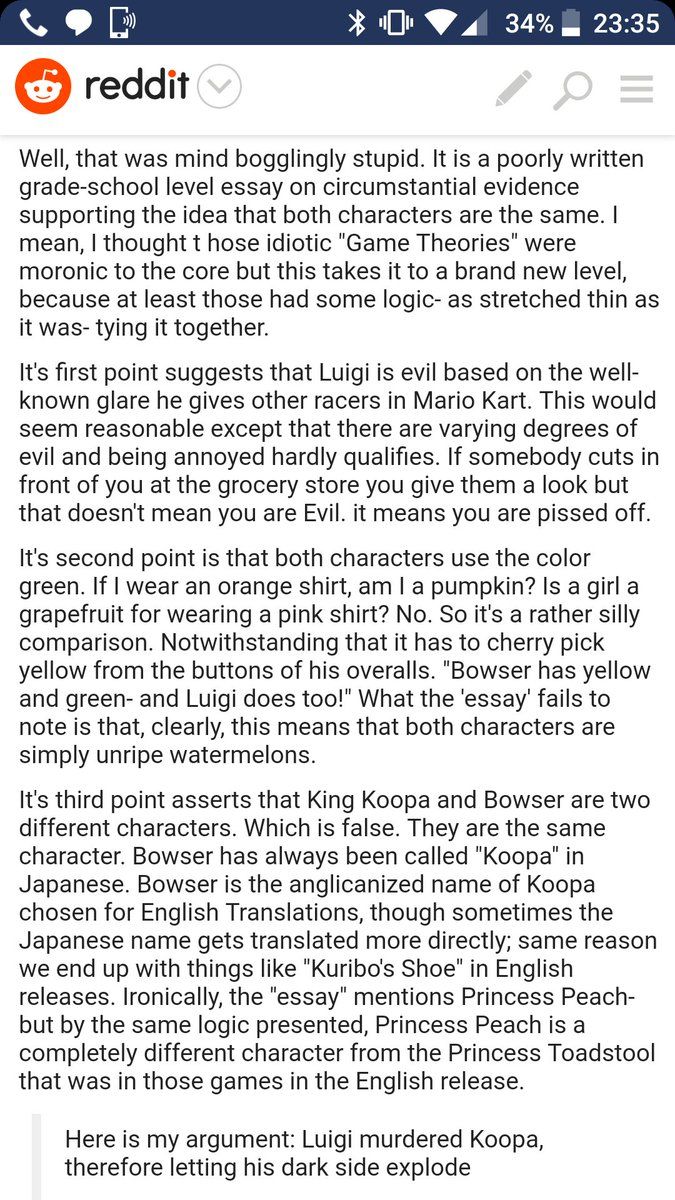 34% 23:35
reddit
Well, that was mind bogglingly stupid. It is a poorly written
grade-school level essay on circumstantial evidence
supporting the idea that both characters are the same. I
mean, I thought t hose idiotic "Game Theories" were
moronic to the core but this takes it to a brand new level,
because at least those had some logic- as stretched thin as
it was- tying it together.
It's first point suggests that Luigi is evil based on the well-
known glare he gives other racers in Mario Kart. This would
seem reasonable except that there are varying degrees of
evil and being annoyed hardly qualifies. If somebody cuts in
front of you at the grocery store you give them a look but
that doesn't mean you are Evil. it means you are pissed off.
It's second point is that both characters use the color
green. If I wear an orange shirt, am I a pumpkin? Is a girl a
grapefruit for wearing a pink shirt? No. So it's a rather silly
comparison. Notwithstanding that it has to cherry pick
yellow from the buttons of his overalls. "Bowser has yellow
and green- and Luigi does too!" What the 'essay' fails to
note is that, clearly, this means that both characters are
simply unripe watermelons.
It's third point asserts that King Koopa and Bowser are two
different characters. Which is false. They are the same
character. Bowser has always been called "Koopa" in
Japanese. Bowser is the anglicanized name of Koopa
chosen for English Translations, though sometimes the
Japanese name gets translated more directly; same reason
we end up with things like "Kuribo's Shoe" in English
releases. Ironically, the "essay" mentions Princess Peach-
but by the same logic presented, Princess Peach is a
completely different character from the Princess Toadstool
that was in those games in the English release.
Here is my argument: Luigi murdered Koopa,
therefore letting his dark side explode